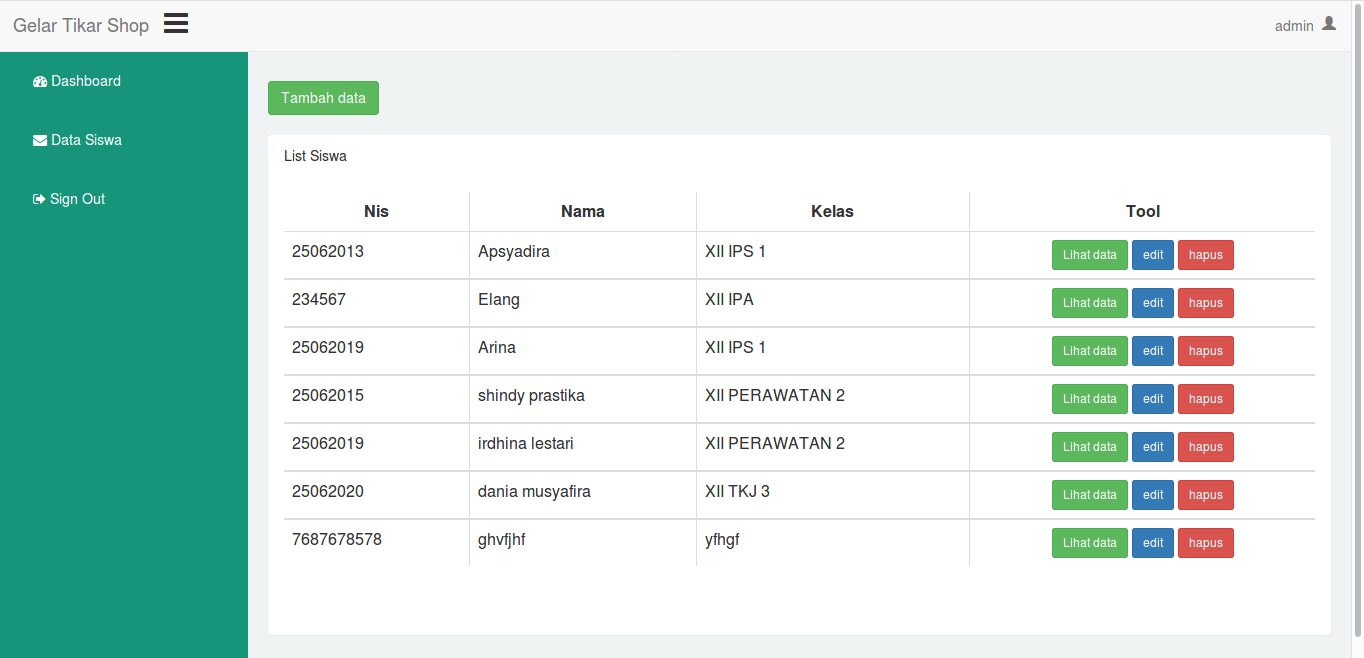 Gelar Tikar Shop admin
Dashboard
Data Siswa
Sign Out
Tambah data
List Siswa
Nis Nama Kelas Tool
25062013 Apsyadira XII IPS 1 Lihat data edit hapus
234567 Elang XII IPA Lihat data edit hapus
25062019 Arina XII IPS 1 Lihat data edit hapus
25062015 shindy prastika XII PERAWATAN 2 Lihat data edit hapus
25062019 irdhina lestari XII PERAWATAN 2 Lihat data edit hapus
25062020 dania musyafira XII TKJ 3 Lihat data edit hapus
7687678578 ghvfjhf yfhgf Lihat data edit hapus